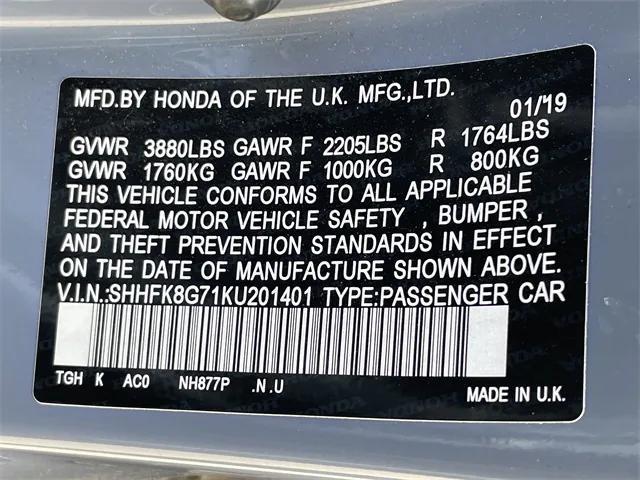 MFD.BY HONDA OF THE U.K. MFG.,LTD.
01/'19
GVWR 3880LBS GAWR F 2205LBS R 1764LBS
GVWR 1760KG GAWR F 1000KG R 800KG
THIS VEHICLE CONFORMS TO ALL APPLICABLE
FEDERAL MOTOR VEHICLE SAFETY , BUMPER ,
AND THEFT PREVENTION STANDARDS IN EFFECT
ON THE DATE OF MANUFACTURE SHOWN ABOVE.
V.I.N.:SHHFK8G71KU201401 TYPE:PASSENGER CAR
TGH K AC0 NH877P .N.U
MADE IN U.K.